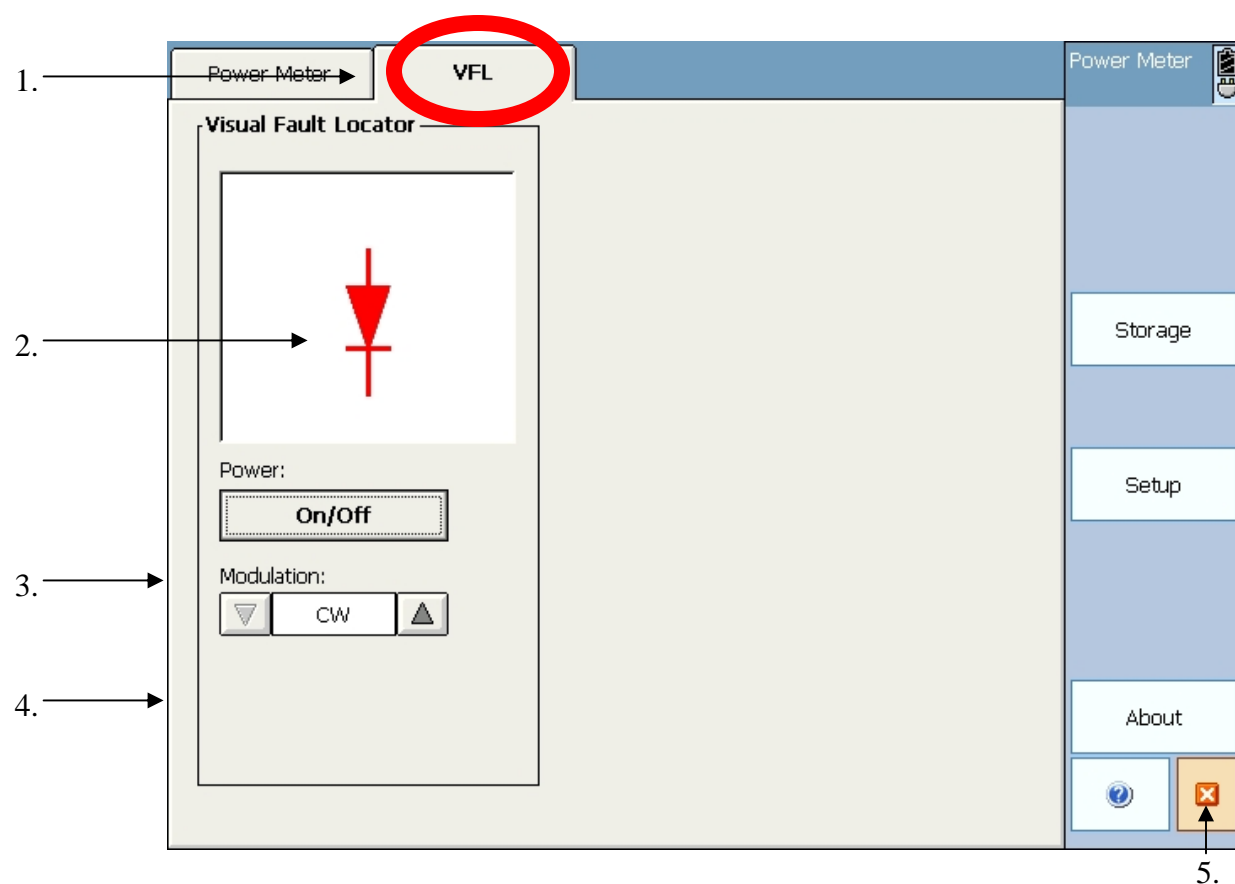 1.
Power Meter
VFL
Power Meter
Visual Fault Locator
2.
Storage
Power:
On/Off
Setup
3.
Modulation:
CW
4.
About
5.